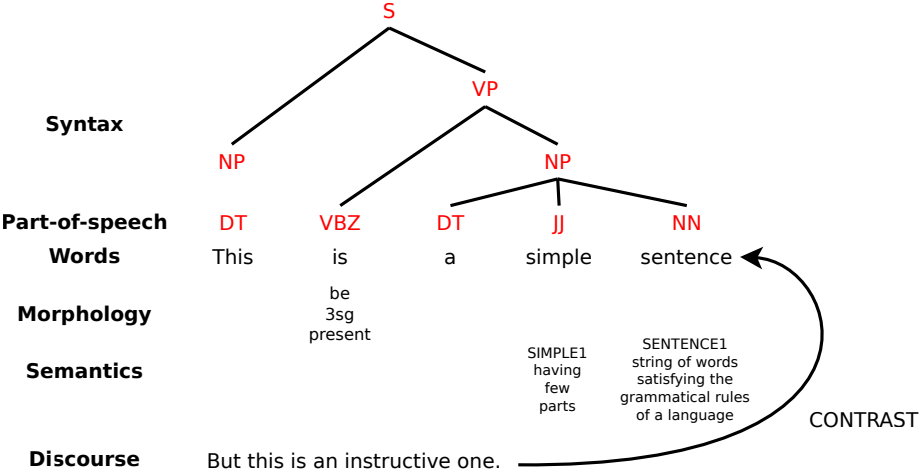 S
VP
Syntax
NP NP
Part-of-speech DT VBZ DT JJ NN
Words This is a simple sentence
be
Morphology 3sg
present
SIMPLE1 SENTENCE1
having string of words
Semantics few satisfying the
parts grammatical rules
of a language
CONTRAST
Discourse But this is an instructive one.